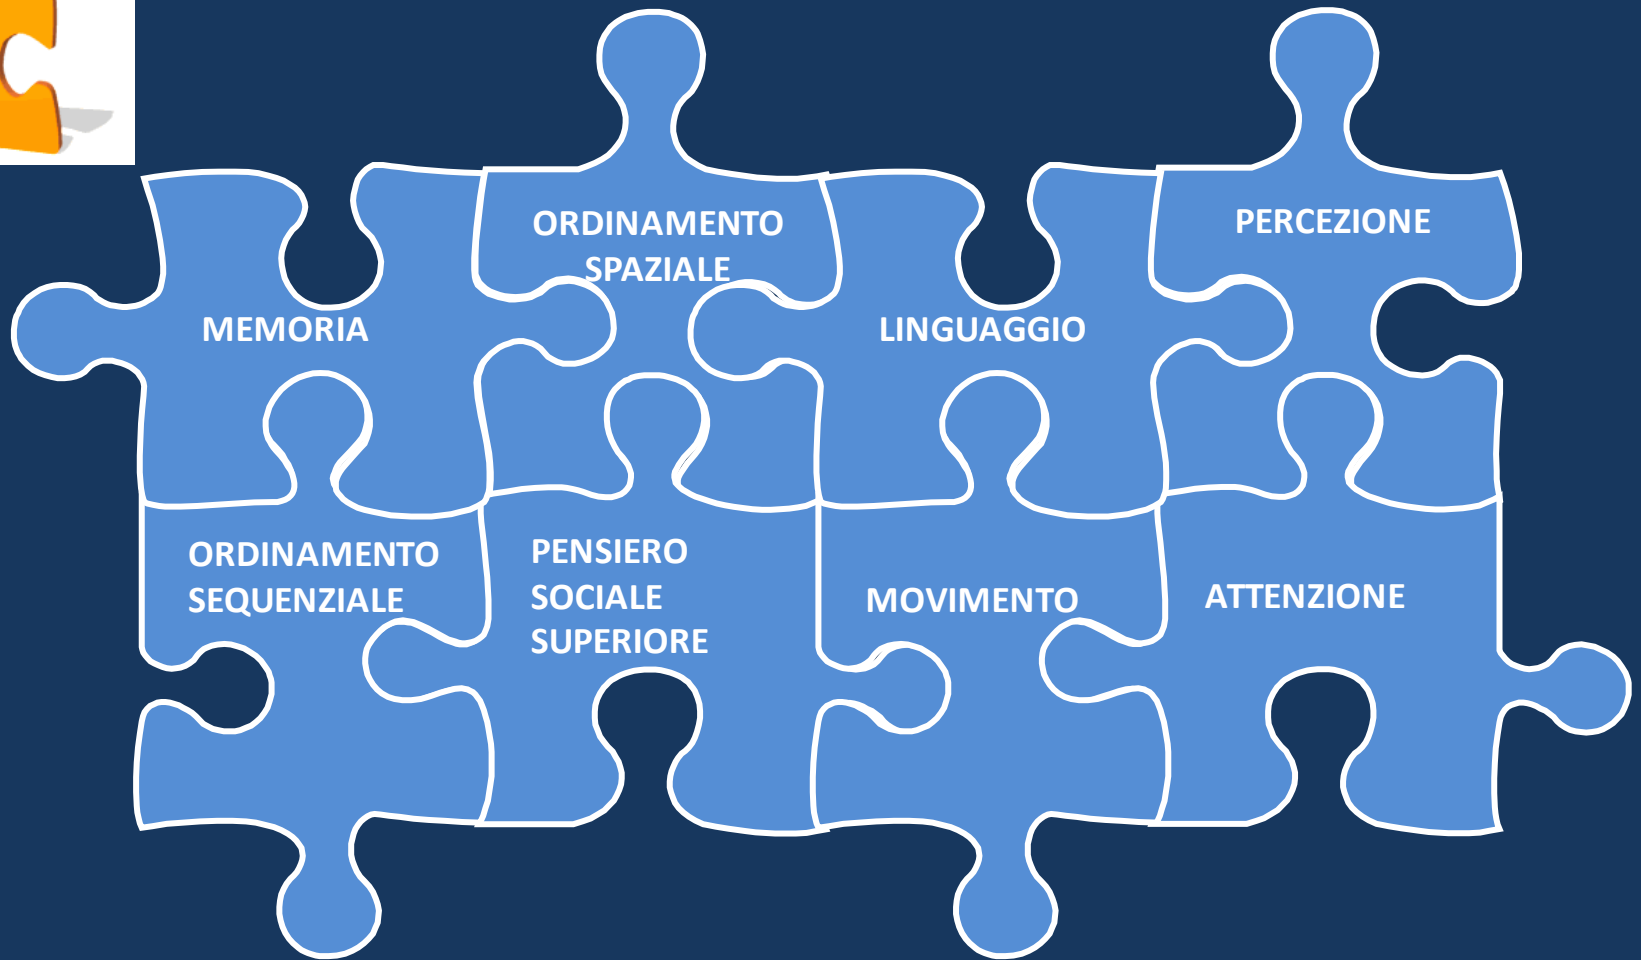 MEMORIA
ORDINAMENTO
SPAZIALE
LINGUAGGIO
PERCEZIONE
ORDINAMENTO
SEQUENZIALE
PENSIERO
SOCIALE
SUPERIORE
MOVIMENTO
ATTENZIONE